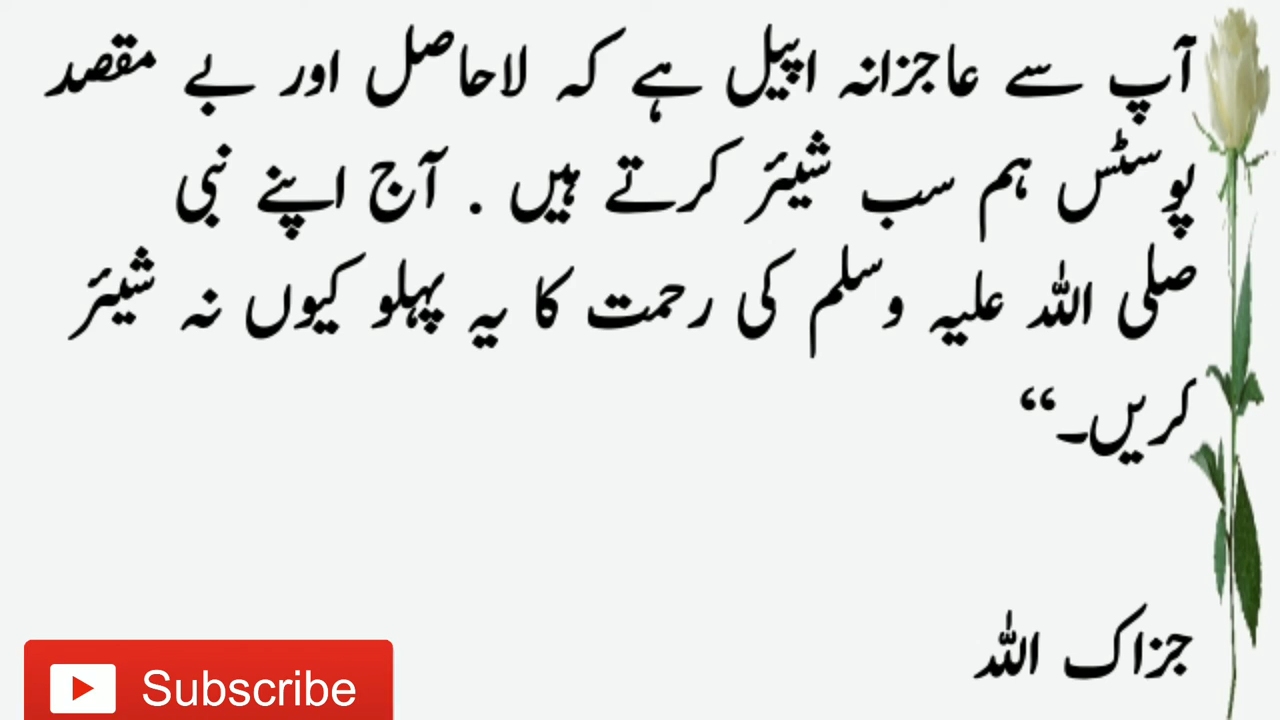 آپ سے عاجزانہ اپیل ہے کہ لاحاصل اور بے مقصد
پوسٹس ہم سب شیئر کرتے ہیں . آج اپنے نبی
صلی اللہ علیہ وسلم کی رحمت کا یہ پہلو کیوں نہ شیئر
کریں۔“
جزاک اللہ
Subscribe